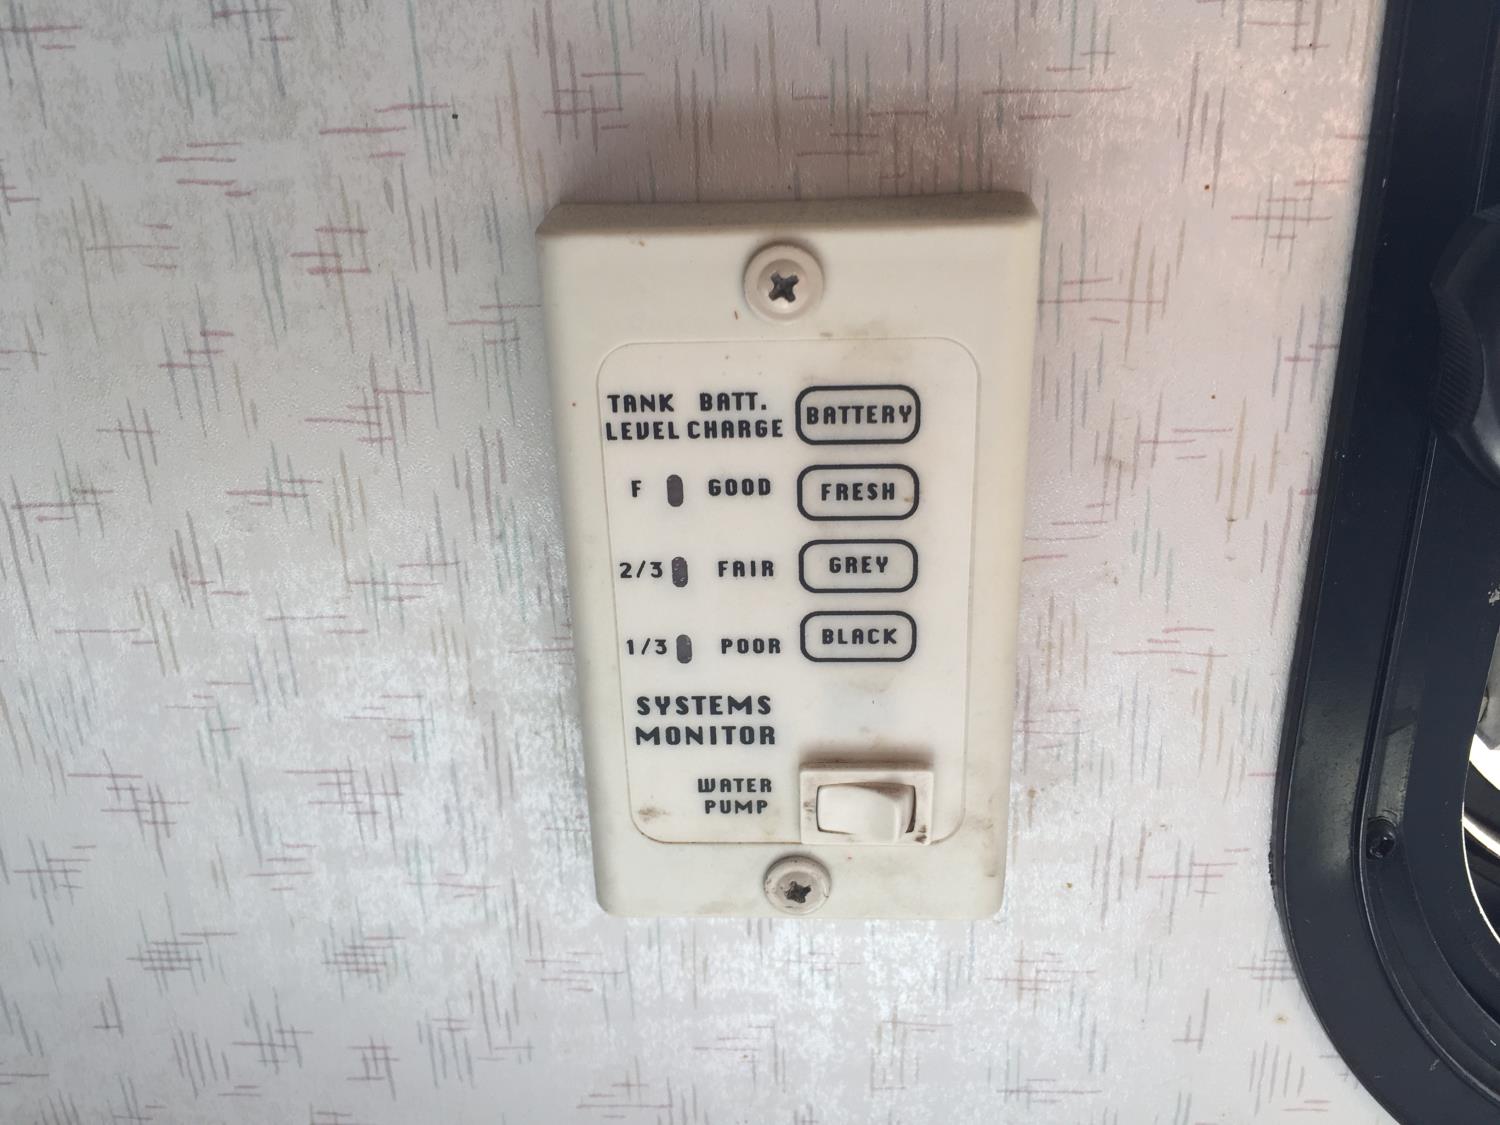 TANK BATT. BATTERY
LEVEL CHARGE
F GOOD FRESH
2/3 FAIR GREY
1/3 POOR BLACK
SYSTEMS
MONITOR
WATER
PUMP